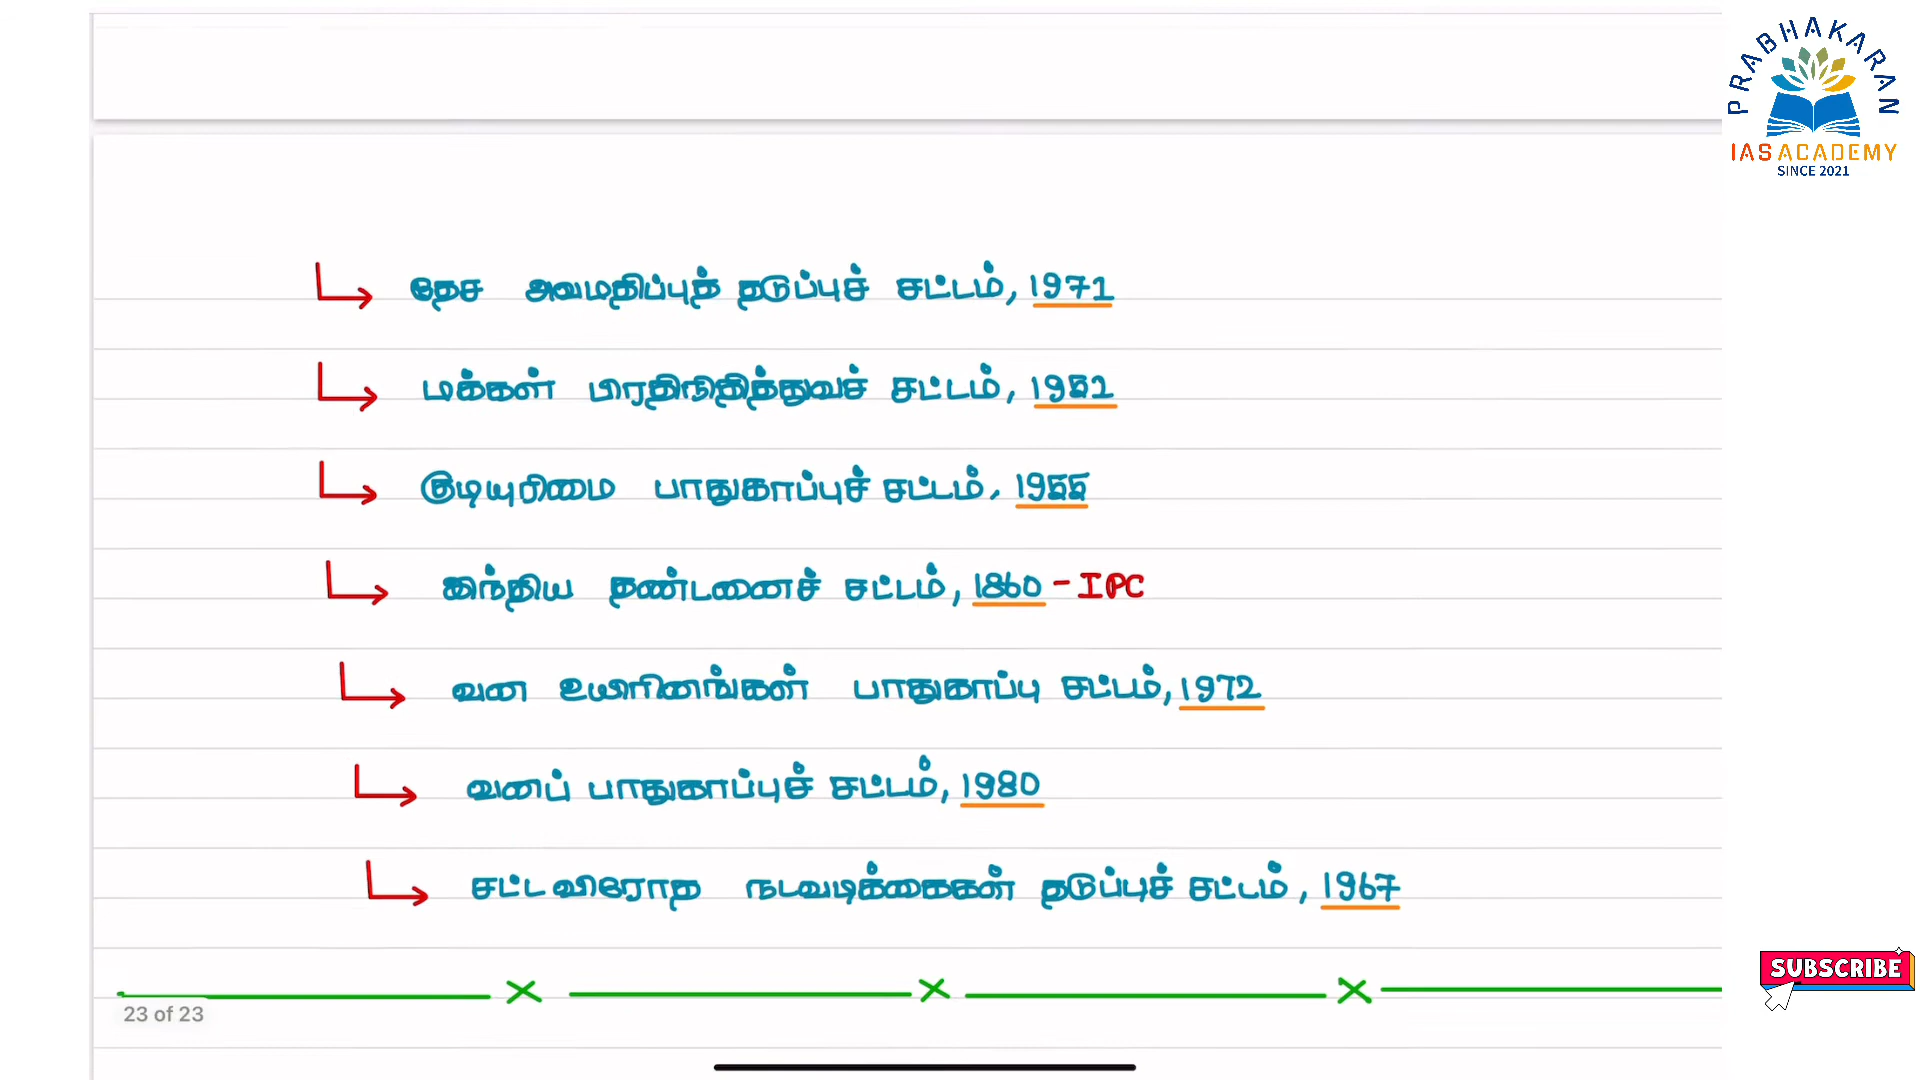 PRABHAKARAN
IAS ACADEMY
SINCE 2021
தேச அவமதிப்புத் தடுப்புச் சட்டம், 1971
மக்கள் பிரதிநிதித்துவச் சட்டம், 1951
குடியுரிமை பாதுகாப்புச் சட்டம், 1955
இந்திய தண்டனைச் சட்டம், 1860 - IPC
வன உயிரினங்கள் பாதுகாப்பு சட்டம், 1972
வனப் பாதுகாப்புச் சட்டம், 1980
சட்டவிரோத நடவடிக்கைகள் தடுப்புச் சட்டம், 1967
SUBSCRIBE
23 of 23